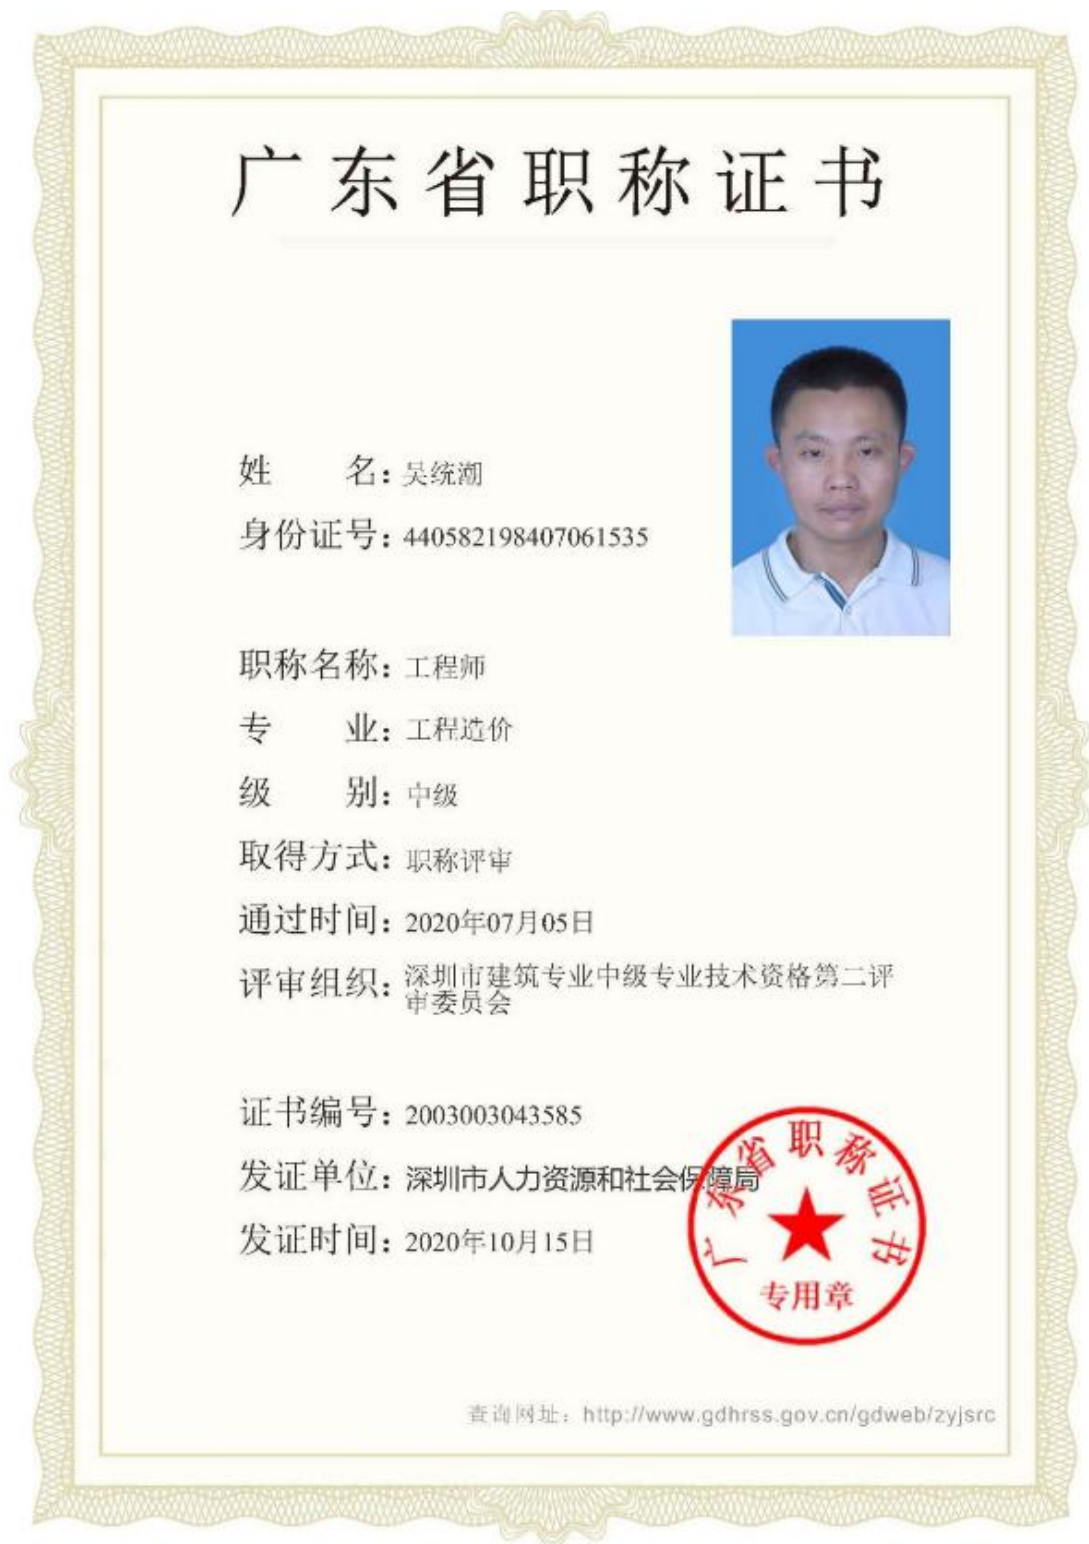 广东省职称证书
姓 名：吴统潮
身份证号：440582198407061535
职称名称：工程师
专 业：工程造价
级 别：中级
取得方式：职称评审
通过时间：2020年07月05日
评审组织：深圳市建筑专业中级专业技术资格第二评
审委员会
证书编号：2003003043585
发证单位：深圳市人力资源和社会保障局
发证时间：2020年10月15日
广东省职称证书
专用章
查询网址：http://www.gdhrss.gov.cn/gdweb/zyjsrc